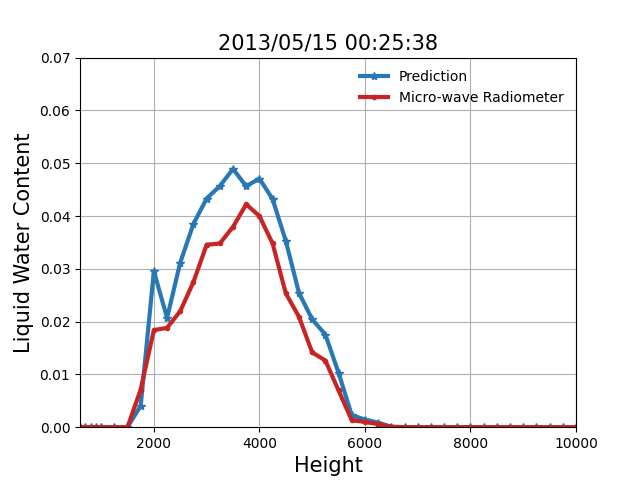 2013/05/15 00:25:38
Prediction
Micro-wave Radiometer
Liquid Water Content
0.07
0.06
0.05
0.04
0.03
0.02
0.01
0.00
2000 4000 6000 8000 10000
Height